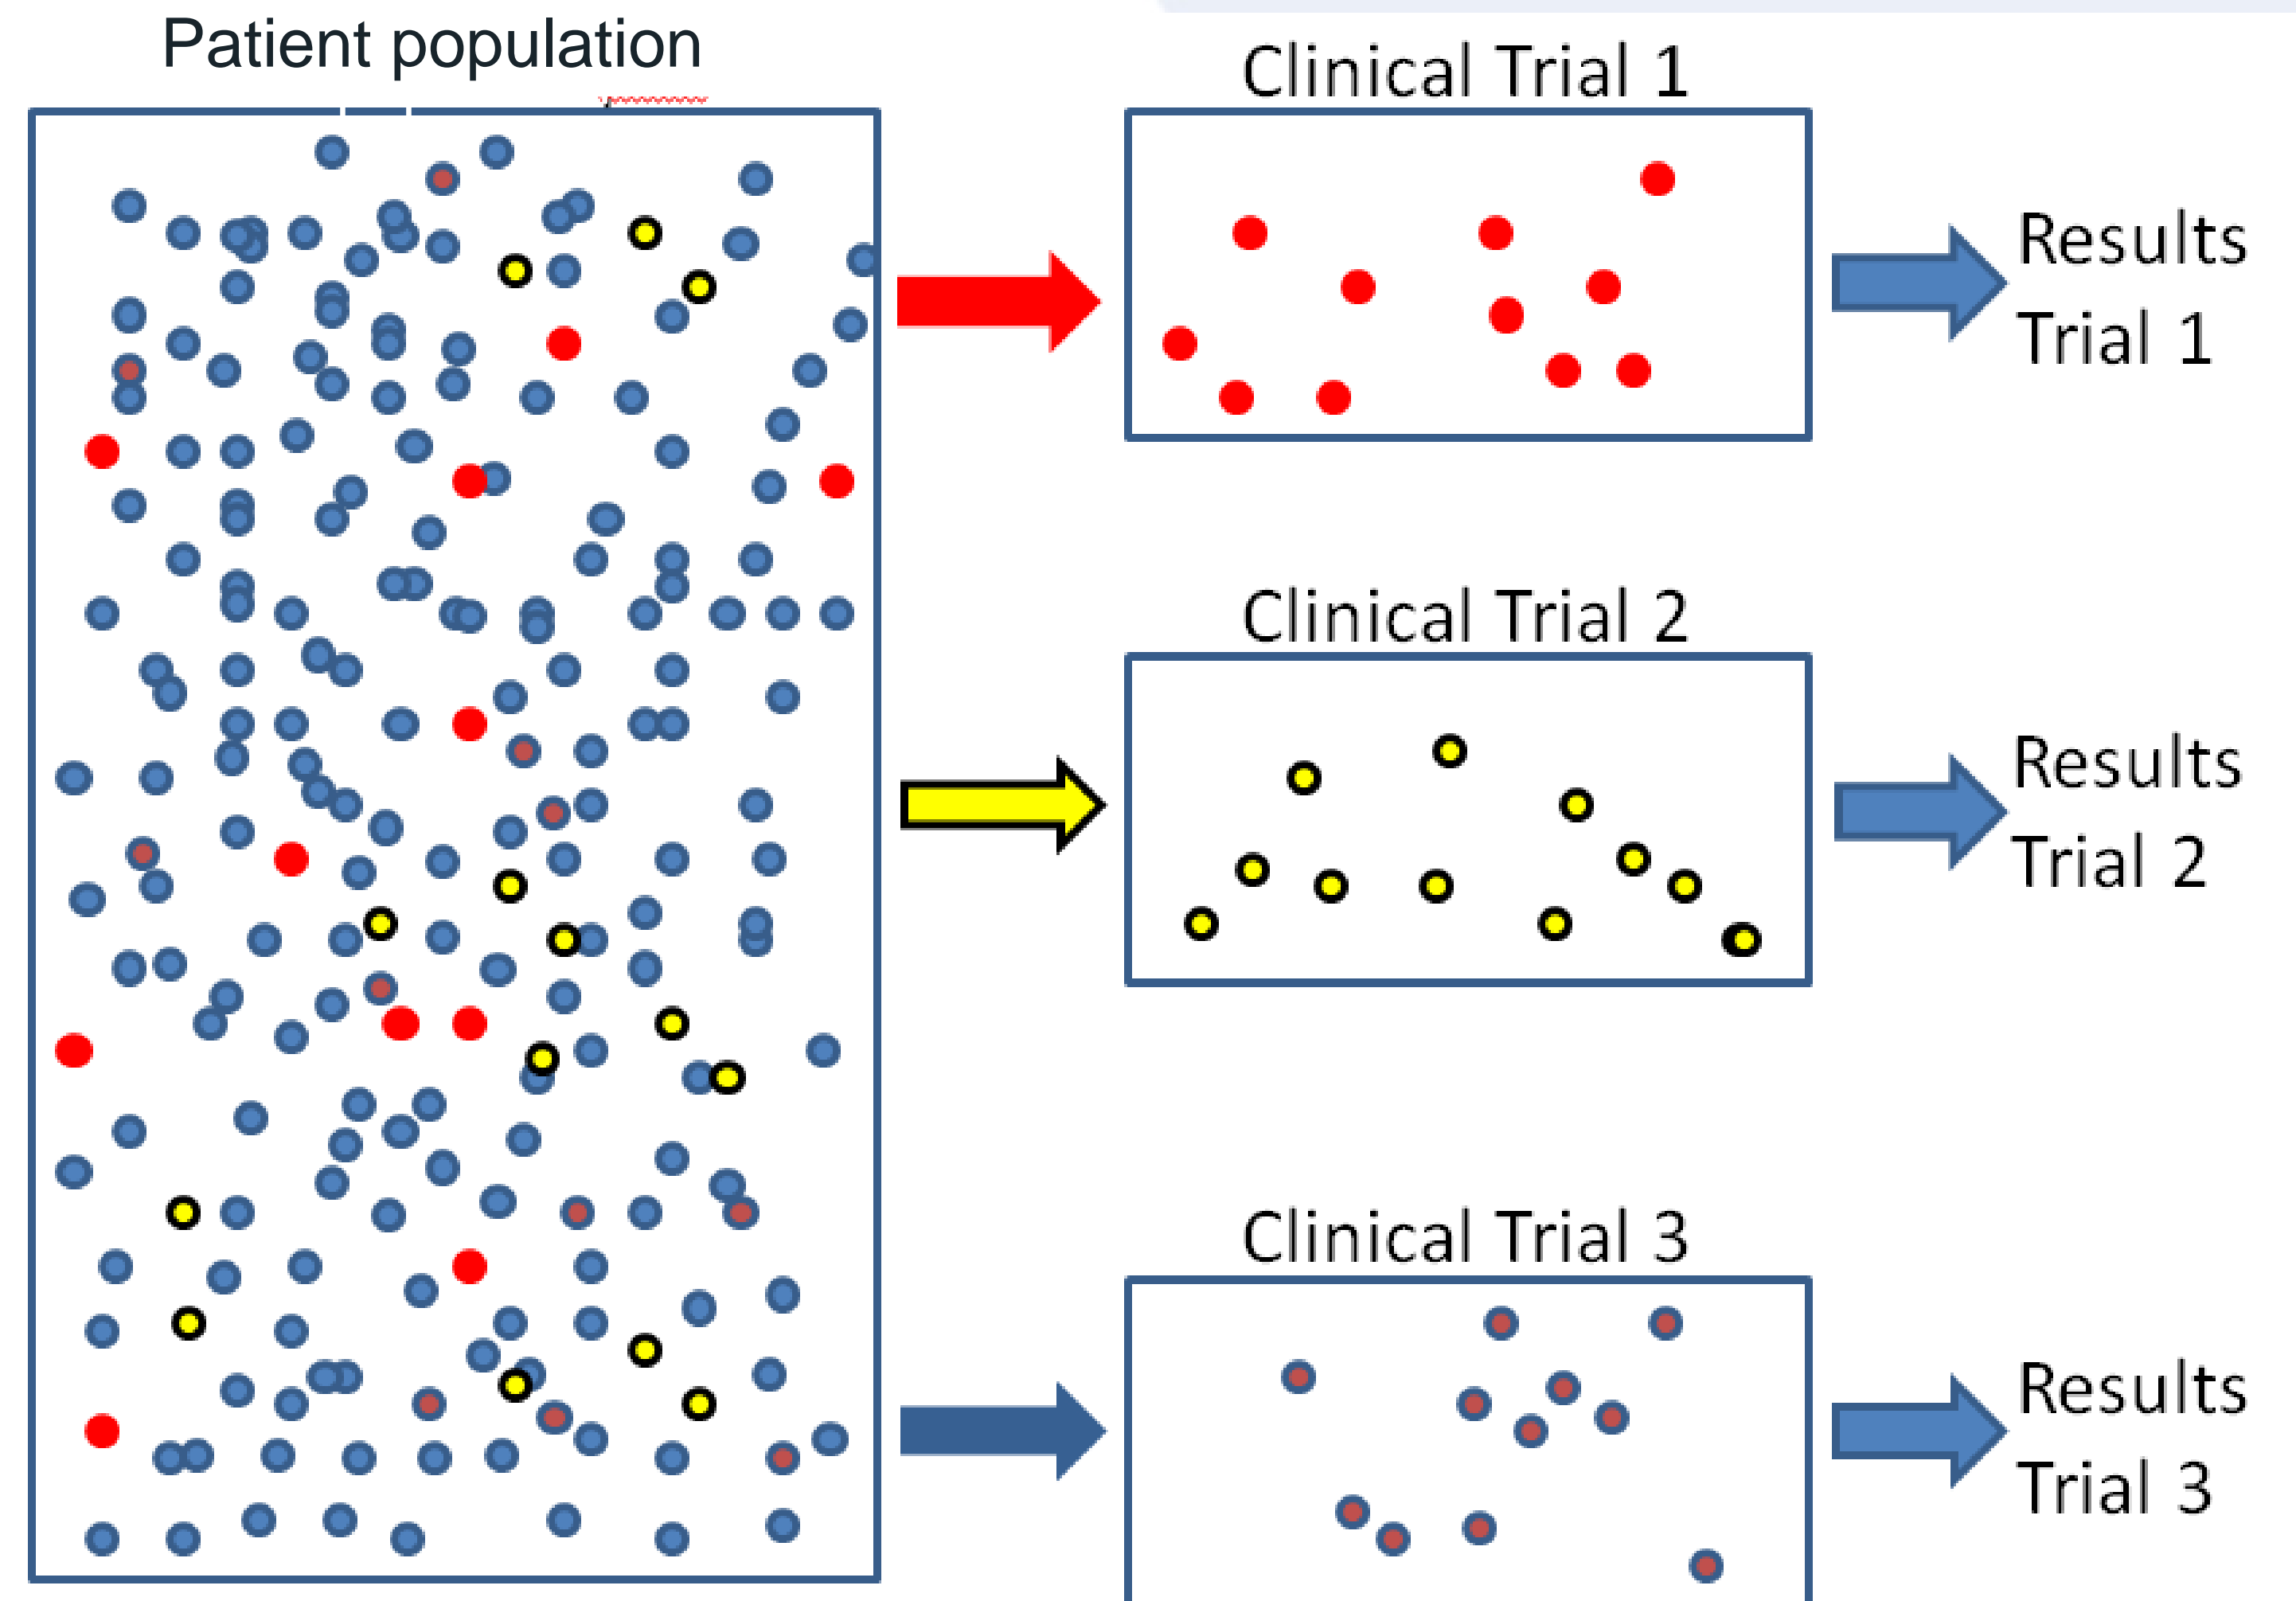 Patient population
Clinical Trial 1
Results
Trial 1
Clinical Trial 2
Results
Trial 2
Clinical Trial 3
Results
Trial 3